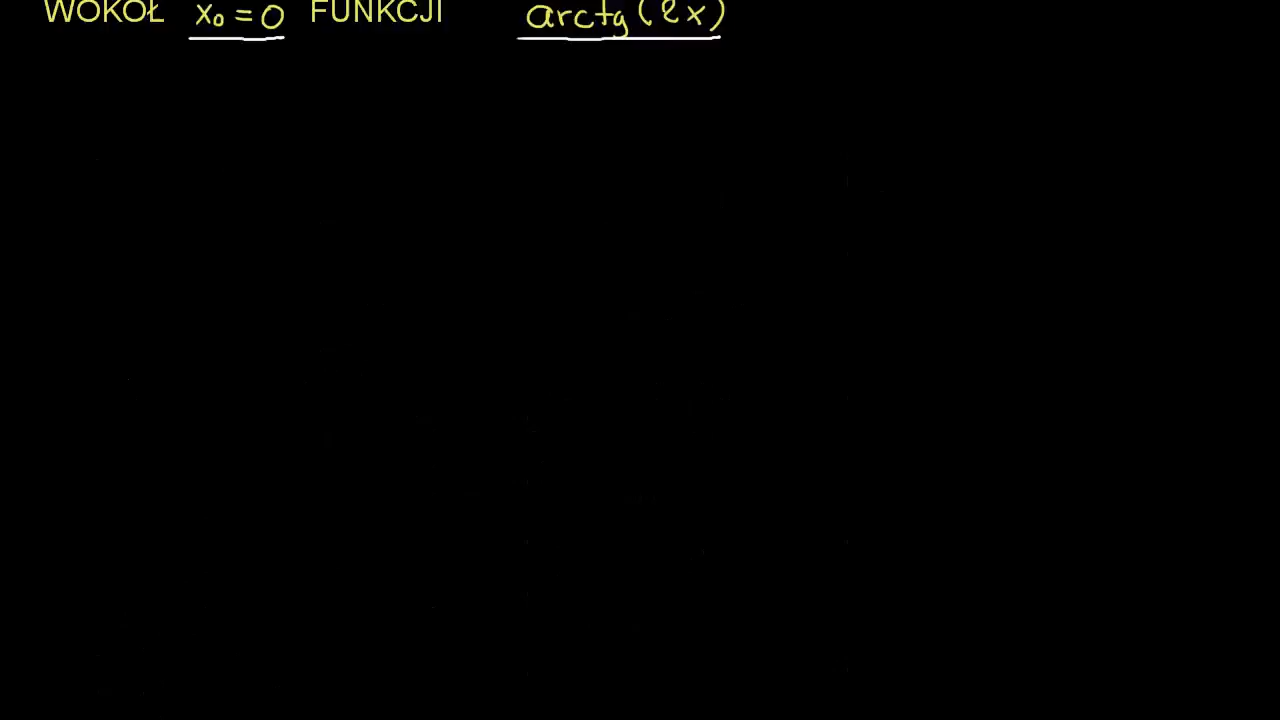 WOKÓŁ x₀ = 0 FUNKCJI arctg(2x)